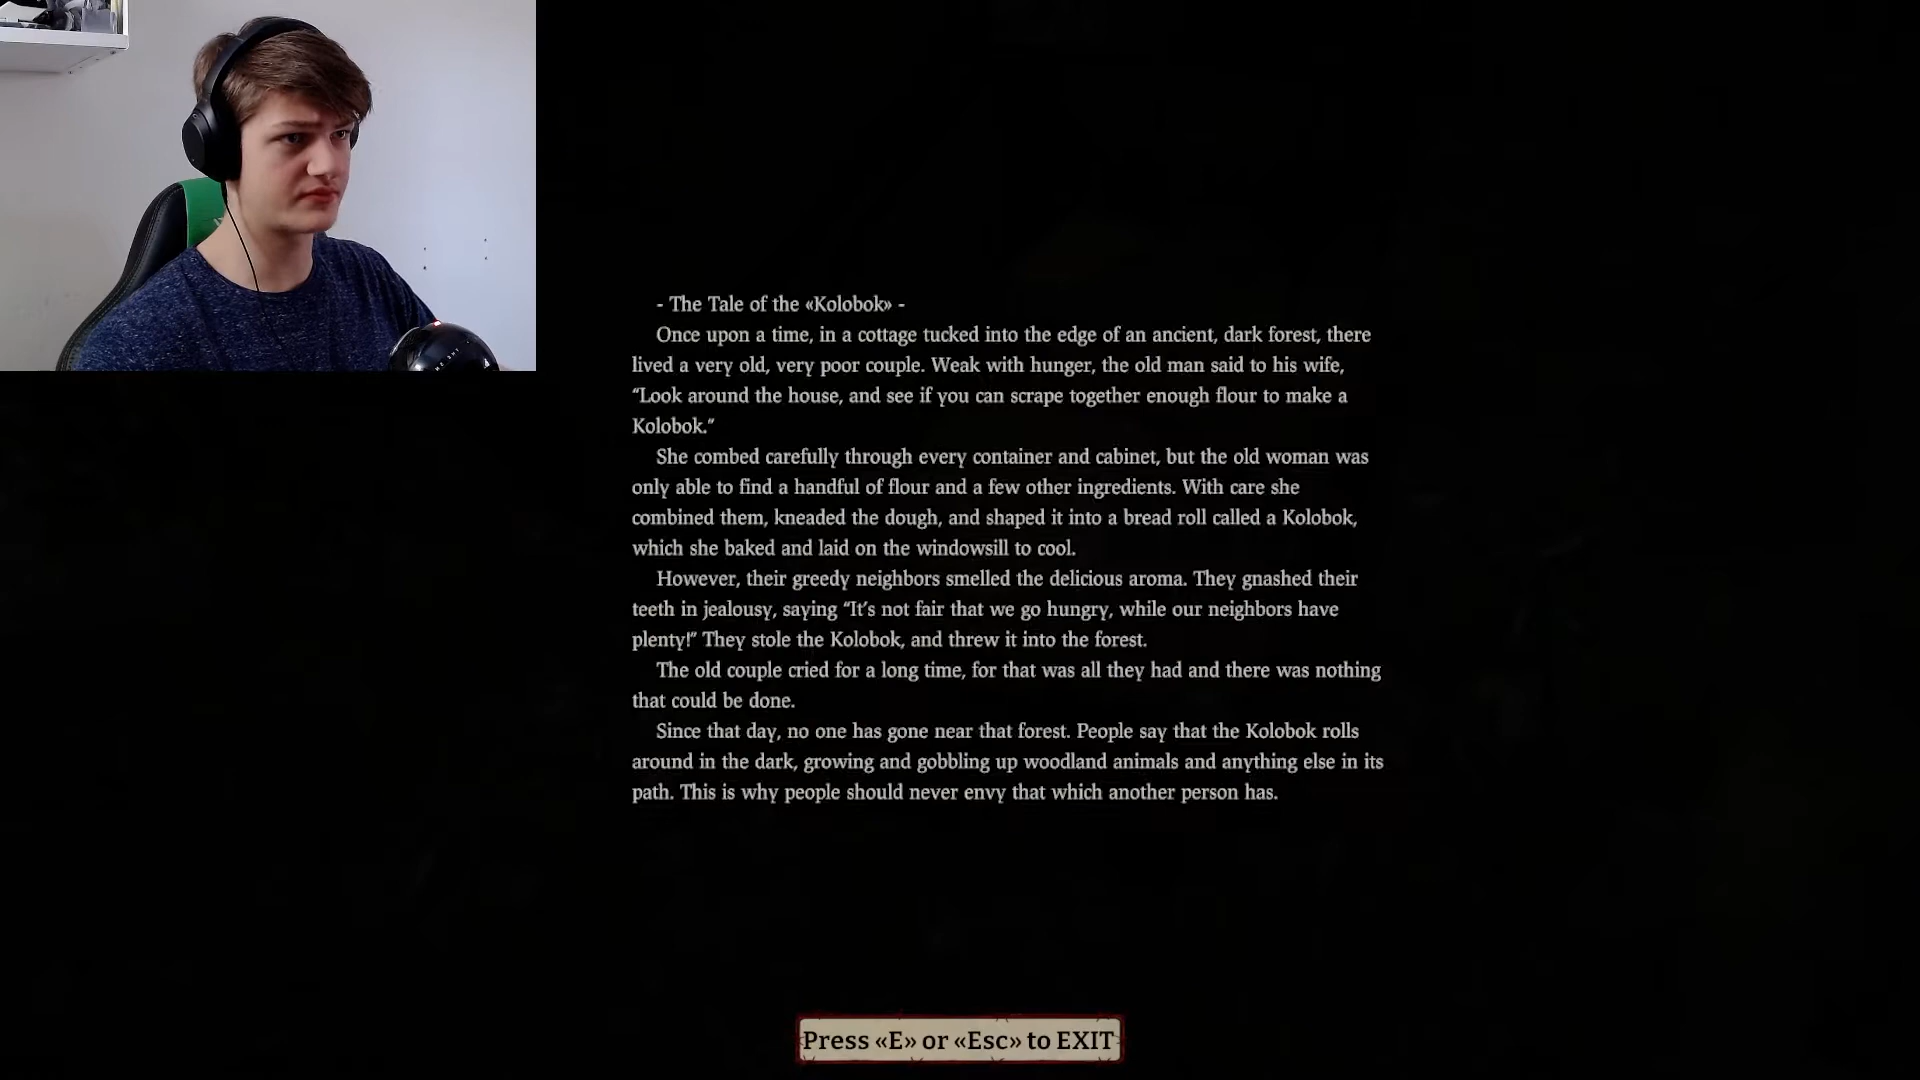 - The Tale of the «Kolobok» -
Once upon a time, in a cottage tucked into the edge of an ancient, dark forest, there
lived a very old, very poor couple. Weak with hunger, the old man said to his wife,
“Look around the house, and see if you can scrape together enough flour to make a
Kolobok.”
She combed carefully through every container and cabinet, but the old woman was
only able to find a handful of flour and a few other ingredients. With care she
combined them, kneaded the dough, and shaped it into a bread roll called a Kolobok,
which she baked and laid on the windowsill to cool.
However, their greedy neighbors smelled the delicious aroma. They gnashed their
teeth in jealousy, saying “It’s not fair that we go hungry, while our neighbors have
plenty!” They stole the Kolobok, and threw it into the forest.
The old couple cried for a long time, for that was all they had and there was nothing
that could be done.
Since that day, no one has gone near that forest. People say that the Kolobok rolls
around in the dark, growing and gobbling up woodland animals and anything else in its
path. This is why people should never envy that which another person has.
Press «E» or «Esc» to EXIT